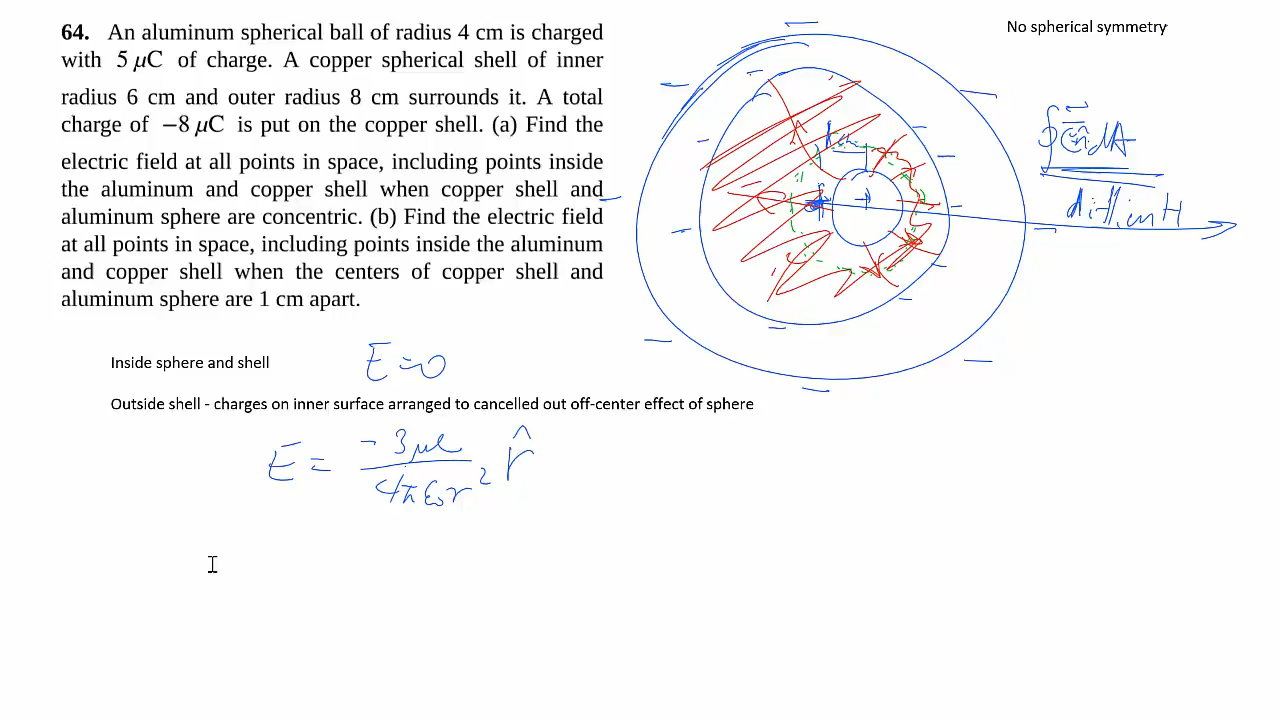 64. An aluminum spherical ball of radius 4 cm is charged
with 5 μC of charge. A copper spherical shell of inner
radius 6 cm and outer radius 8 cm surrounds it. A total
charge of −8 μC is put on the copper shell. (a) Find the
electric field at all points in space, including points inside
the aluminum and copper shell when copper shell and
aluminum sphere are concentric. (b) Find the electric field
at all points in space, including points inside the aluminum
and copper shell when the centers of copper shell and
aluminum sphere are 1 cm apart.
No spherical symmetry
difficult
Inside sphere and shell E = 0
Outside shell - charges on inner surface arranged to cancelled out off-center effect of sphere
E = -3μC / 4πε₀r² r̂